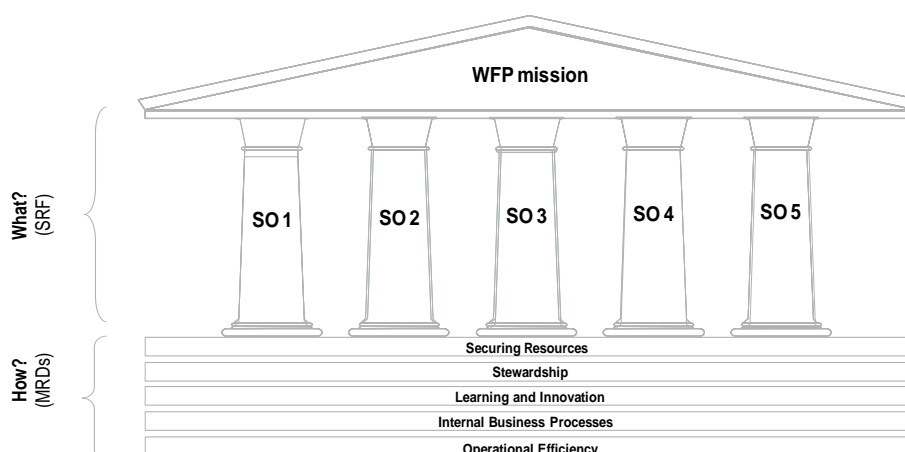 WFP mission
What?
(SRF)
SO 1
SO 2
SO 3
SO 4
SO 5
How?
(MRDs)
Securing Resources
Stewardship
Learning and Innovation
Internal Business Processes
Operational Efficiency